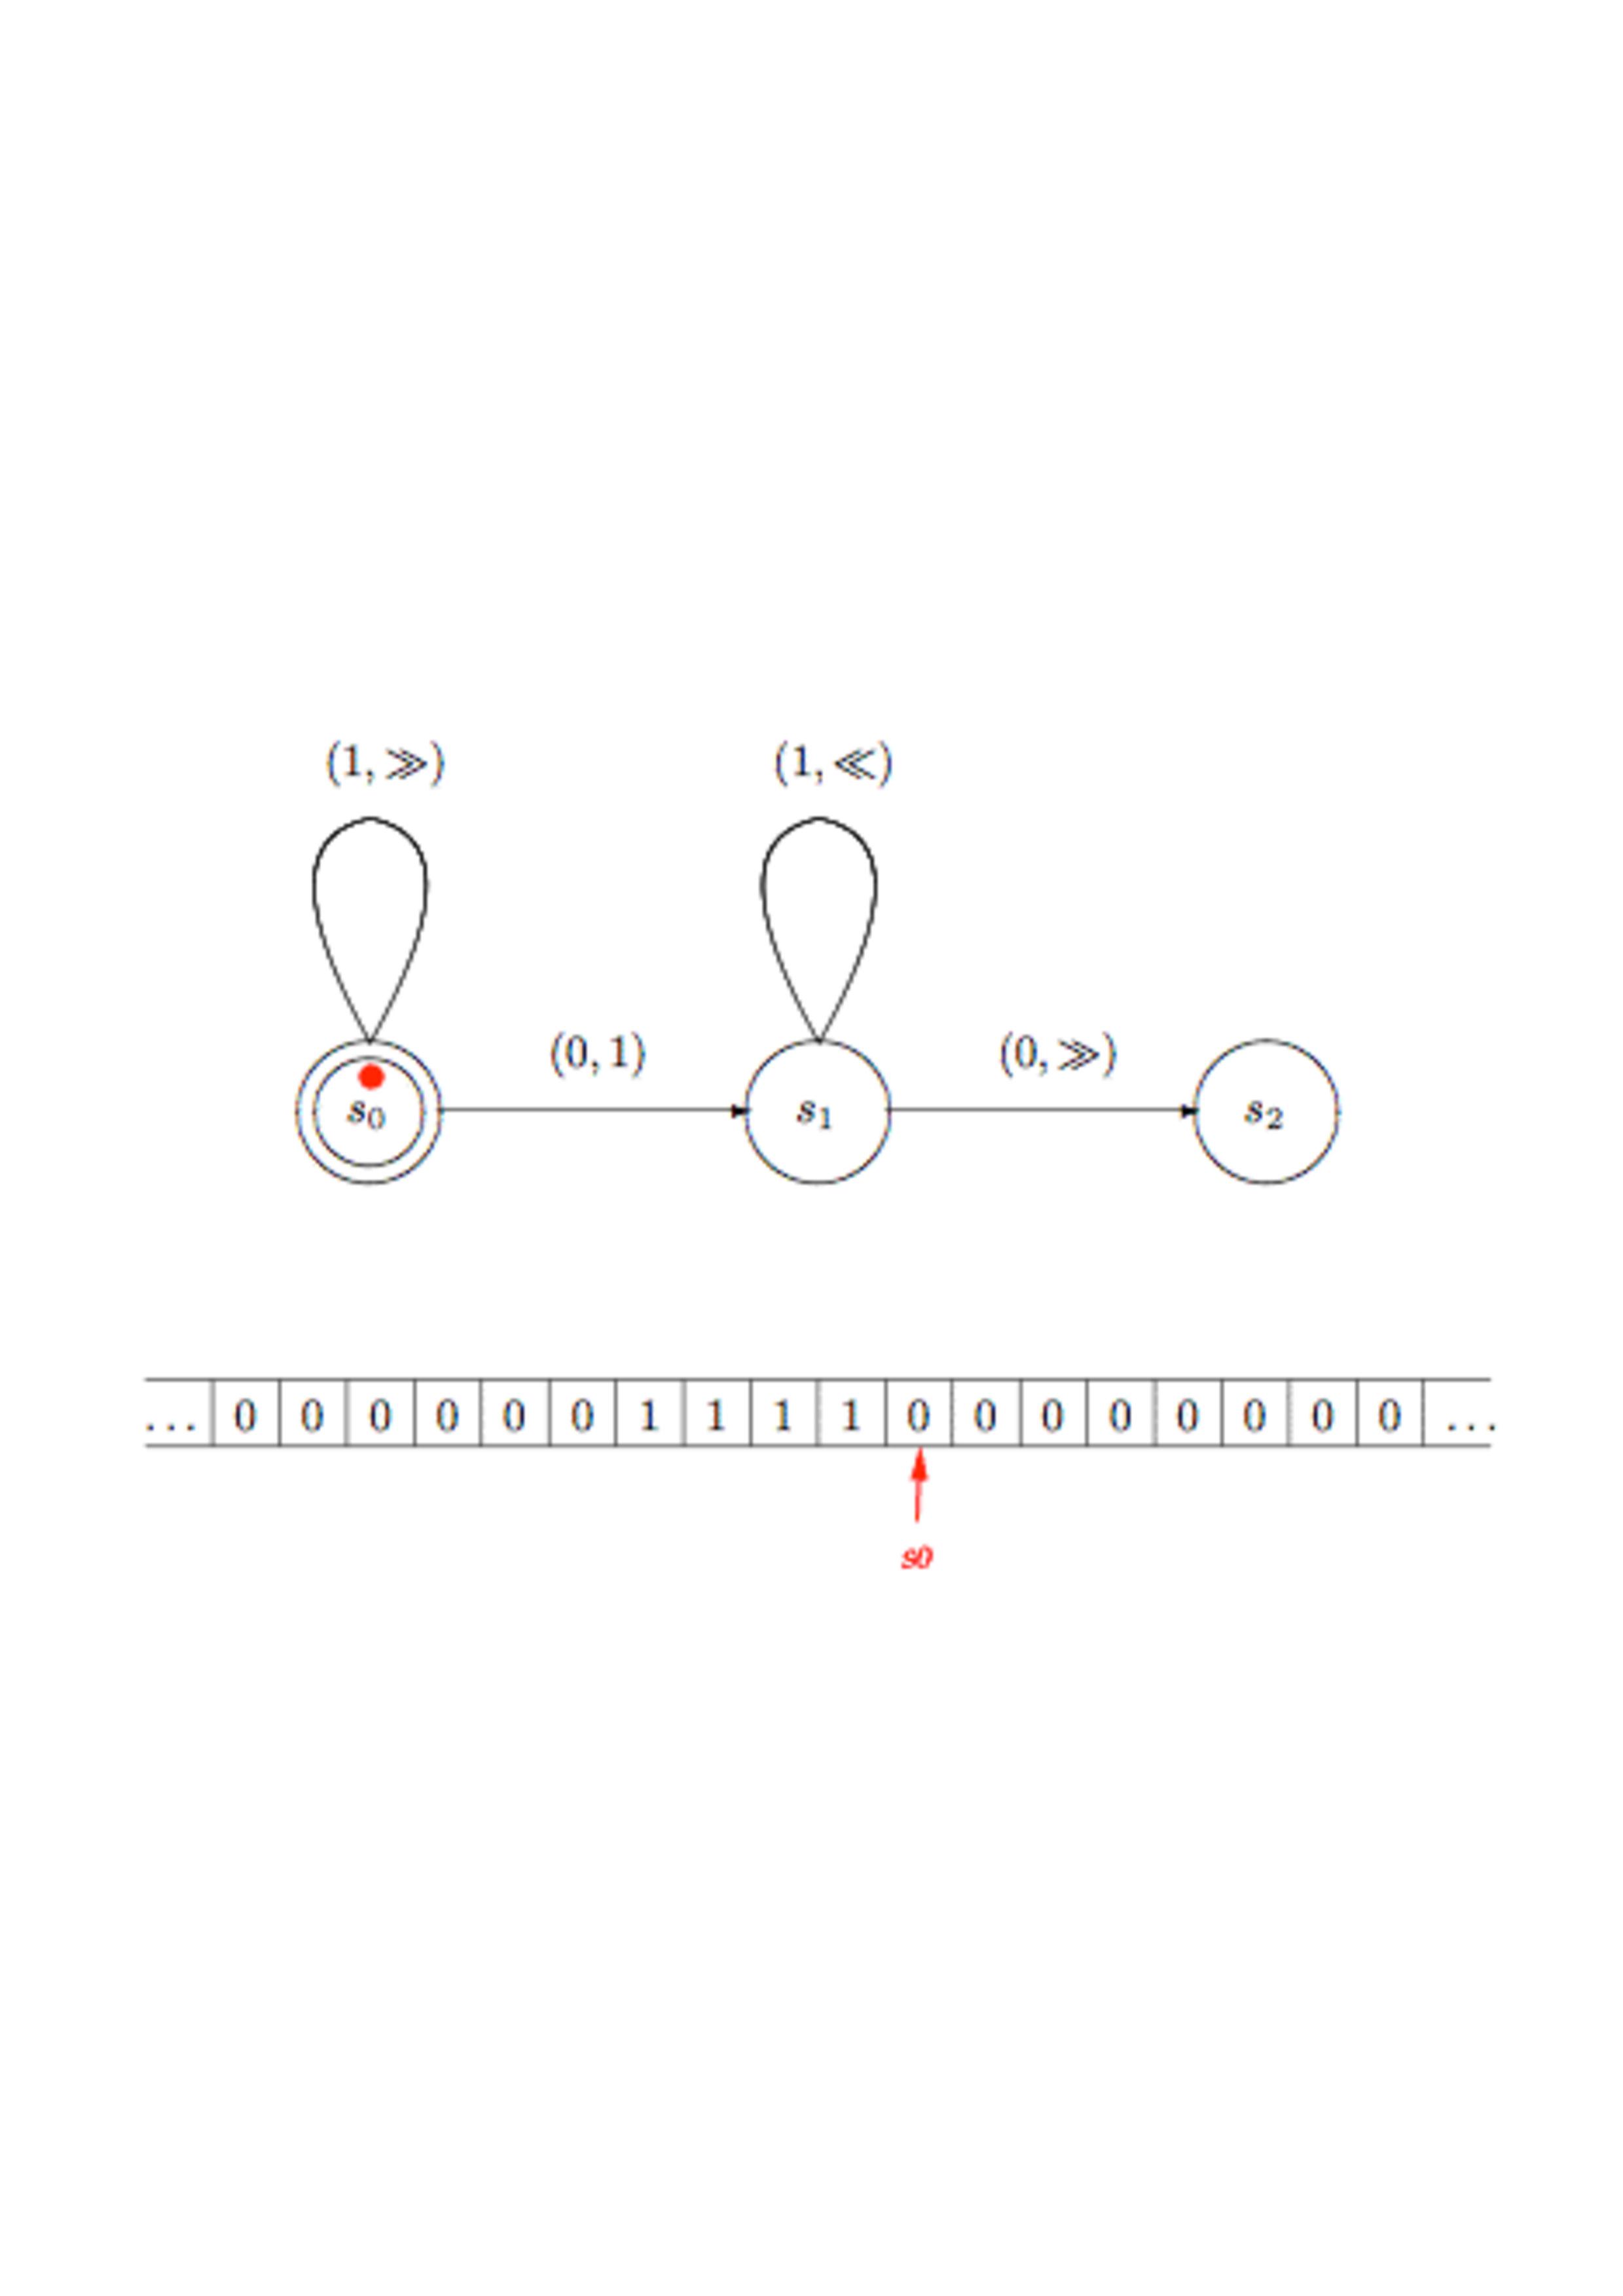 (1, ≫) (1, ≪)
(0, 1) (0, ≫)
s₀ s₁ s₂
... 0 0 0 0 0 0 1 1 1 1 0 0 0 0 0 0 0 0 ...
s0